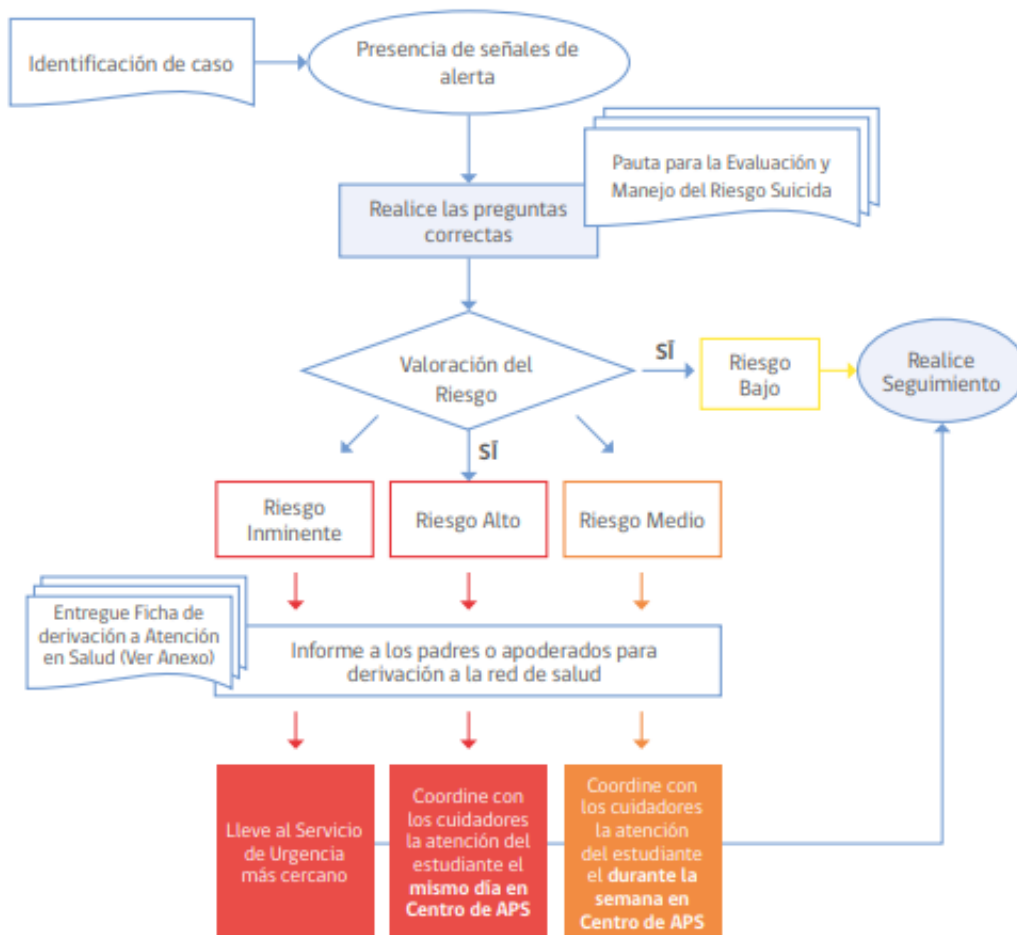 Identificación de caso
Presencia de señales de
alerta
Pauta para la Evaluación y
Manejo del Riesgo Suicida
Realice las preguntas
correctas
Valoración del
Riesgo
SÍ
Riesgo
Bajo
Realice
Seguimiento
SÍ
Riesgo
Inminente
Riesgo Alto
Riesgo Medio
Entregue Ficha de
derivación a Atención
en Salud (Ver Anexo)
Informe a los padres o apoderados para
derivación a la red de salud
Lleve al Servicio
de Urgencia
más cercano
Coordine con
los cuidadores
la atención del
estudiante el
mismo día en
Centro de APS
Coordine con
los cuidadores
la atención
del estudiante
el durante la
semana en
Centro de APS